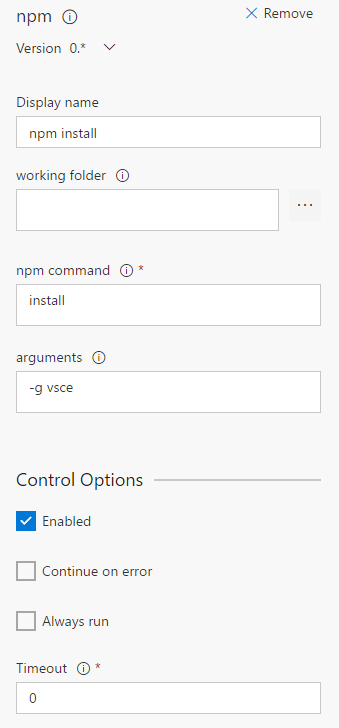 npm
Remove
Version 0.*
Display name
npm install
working folder
...
npm command *
install
arguments
-g vsce
Control Options
Enabled
Continue on error
Always run
Timeout *
0